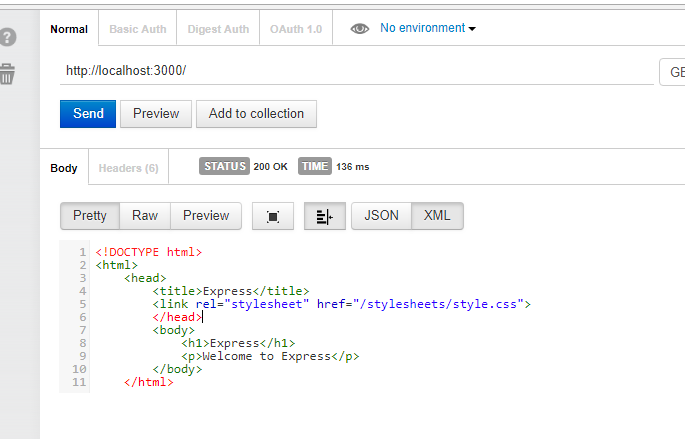 Normal Basic Auth Digest Auth OAuth 1.0 No environment
http://localhost:3000/ GE
Send Preview Add to collection
Body Headers (6) STATUS 200 OK TIME 136 ms
Pretty Raw Preview JSON XML
1 <!DOCTYPE html>
2 <html>
3 <head>
4 <title>Express</title>
5 <link rel="stylesheet" href="/stylesheets/style.css">
6 </head>
7 <body>
8 <h1>Express</h1>
9 <p>Welcome to Express</p>
10 </body>
11 </html>